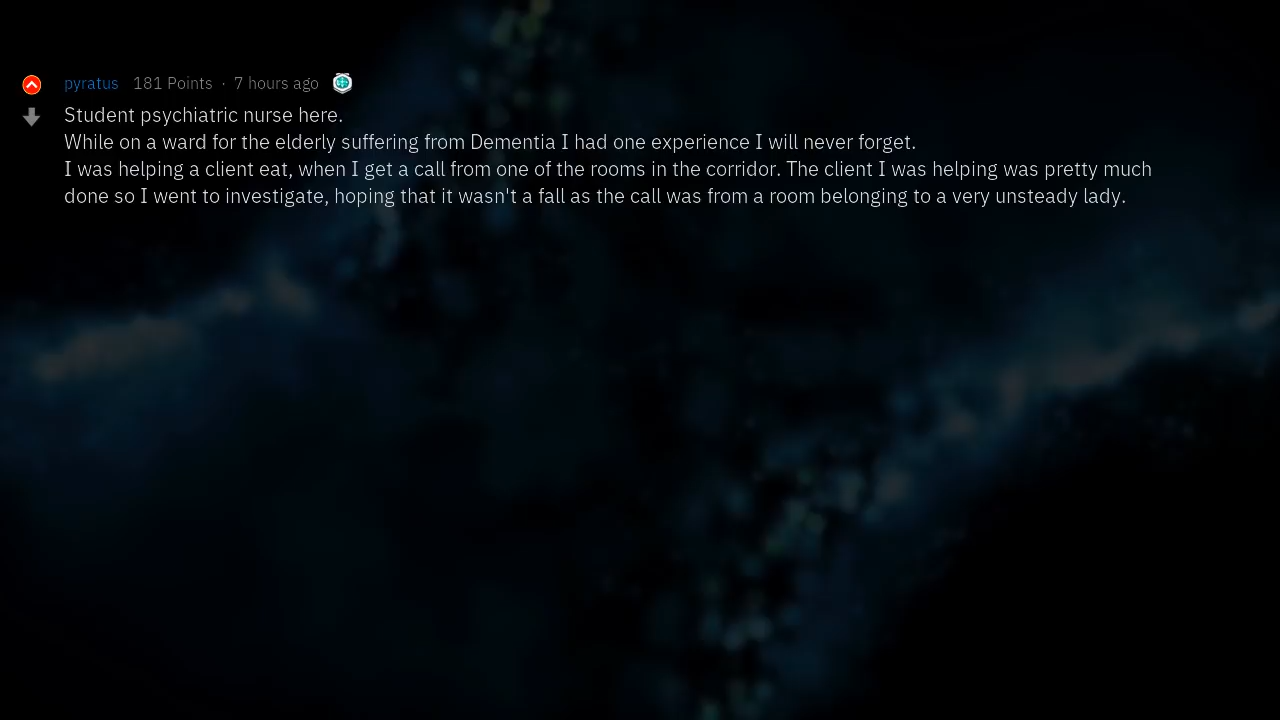 pyratus 181 Points · 7 hours ago
Student psychiatric nurse here.
While on a ward for the elderly suffering from Dementia I had one experience I will never forget.
I was helping a client eat, when I get a call from one of the rooms in the corridor. The client I was helping was pretty much
done so I went to investigate, hoping that it wasn't a fall as the call was from a room belonging to a very unsteady lady.